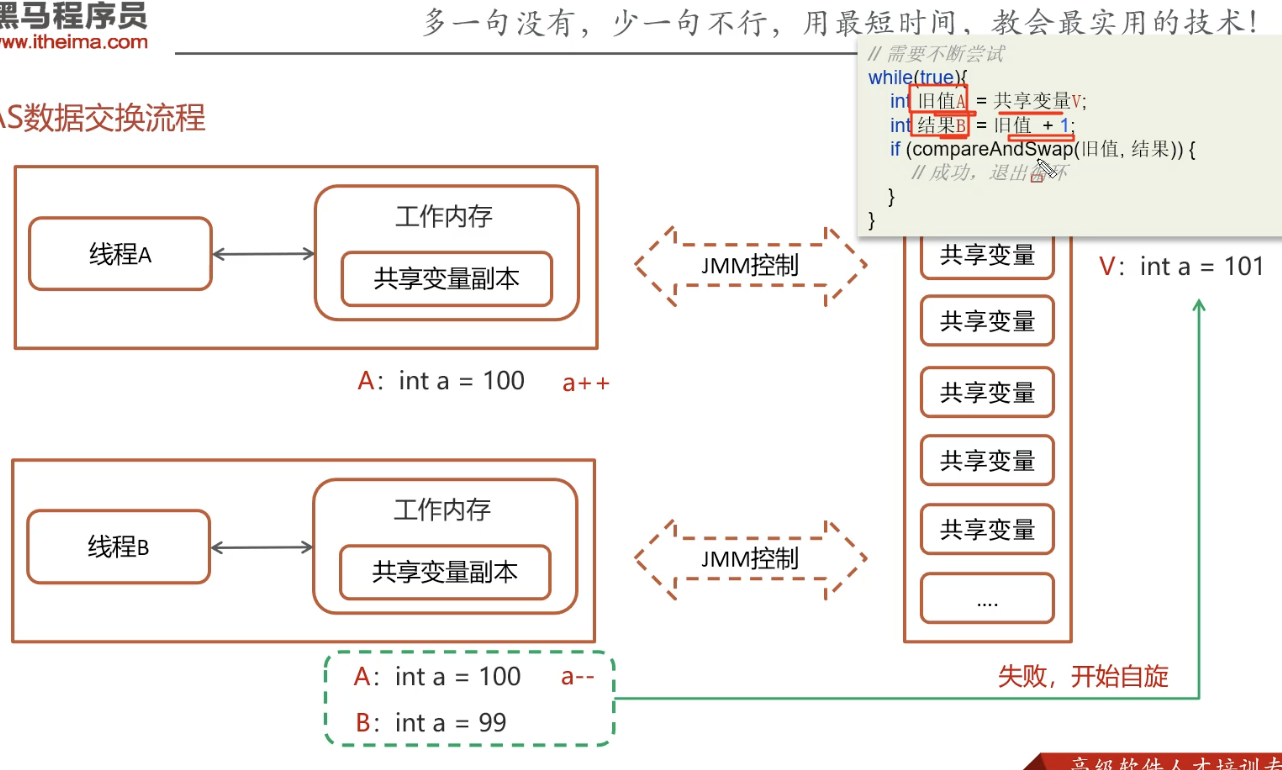 黑马程序员
www.itheima.com
多一句没有，少一句不行，用最短时间，教会最实用的技术！
AS数据交换流程
// 需要不断尝试
while(true){
int 旧值A = 共享变量V;
int 结果B = 旧值 + 1;
if (compareAndSwap(旧值, 结果)) {
// 成功，退出循环
}
}
线程A
工作内存
共享变量副本
JMM控制
共享变量
V：int a = 101
共享变量
A：int a = 100 a++
共享变量
共享变量
线程B
工作内存
共享变量副本
JMM控制
共享变量
....
A：int a = 100 a--
B：int a = 99
失败，开始自旋
高级软件人才培训专